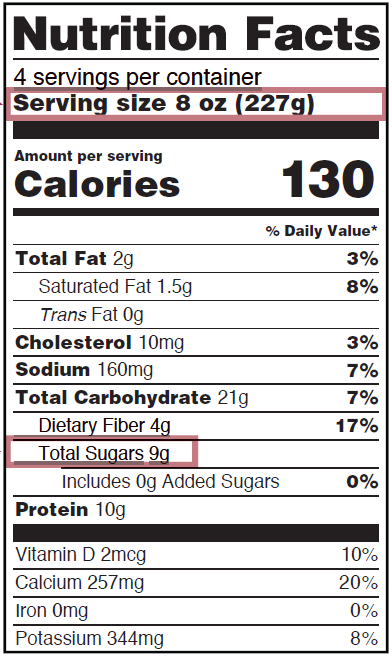 Nutrition Facts
4 servings per container
Serving size 8 oz (227g)
Amount per serving
Calories 130
% Daily Value*
Total Fat 2g 3%
Saturated Fat 1.5g 8%
Trans Fat 0g
Cholesterol 10mg 3%
Sodium 160mg 7%
Total Carbohydrate 21g 7%
Dietary Fiber 4g 17%
Total Sugars 9g
Includes 0g Added Sugars 0%
Protein 10g
Vitamin D 2mcg 10%
Calcium 257mg 20%
Iron 0mg 0%
Potassium 344mg 8%